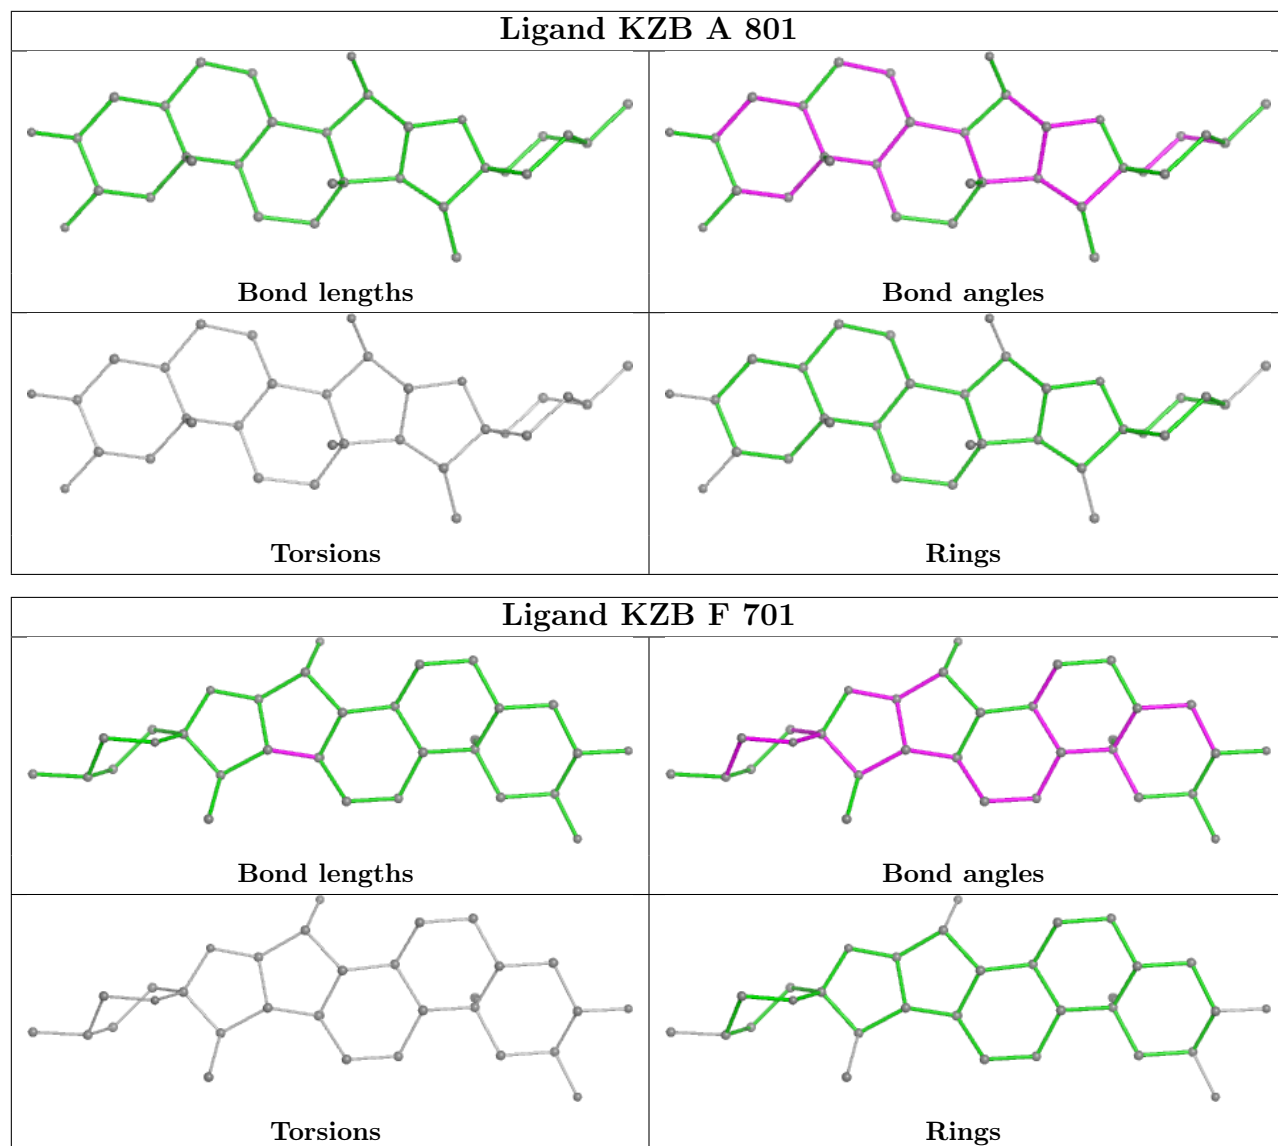 Ligand KZB A 801
Bond lengths
Bond angles
Torsions
Rings
Ligand KZB F 701
Bond lengths
Bond angles
Torsions
Rings